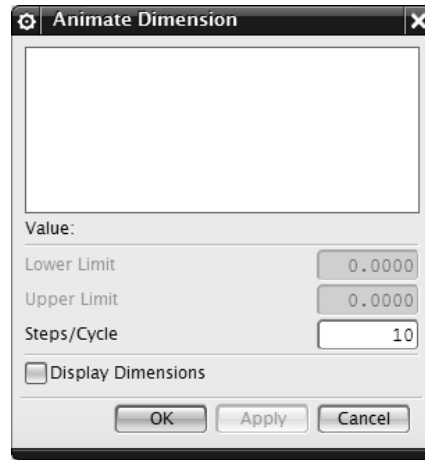 Animate Dimension
Value:
Lower Limit 0.0000
Upper Limit 0.0000
Steps/Cycle 10
Display Dimensions
OK Apply Cancel